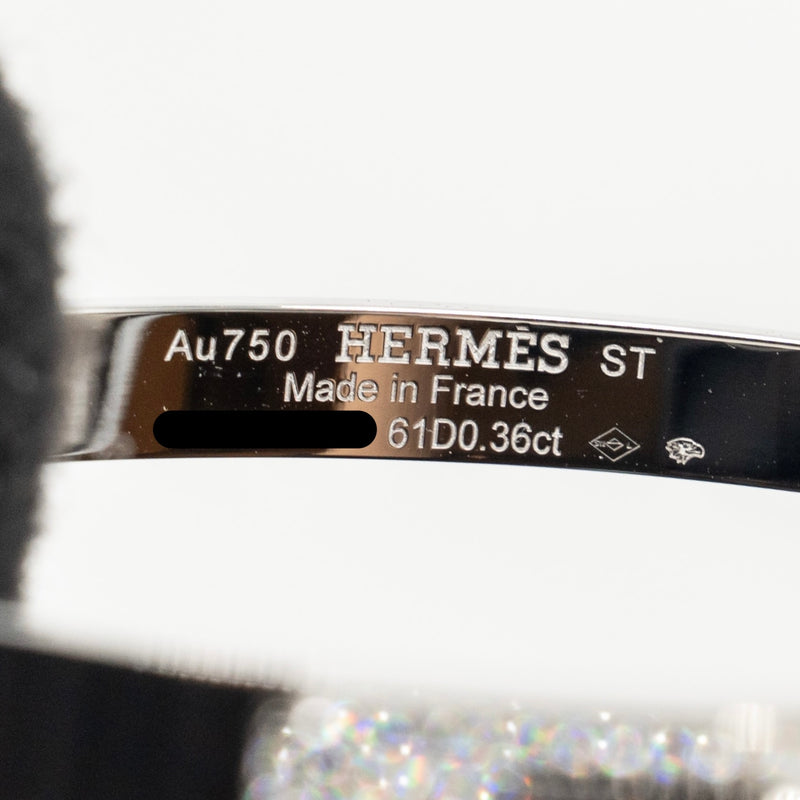 Au750 HERMÈS ST
Made in France
61D0.36ct